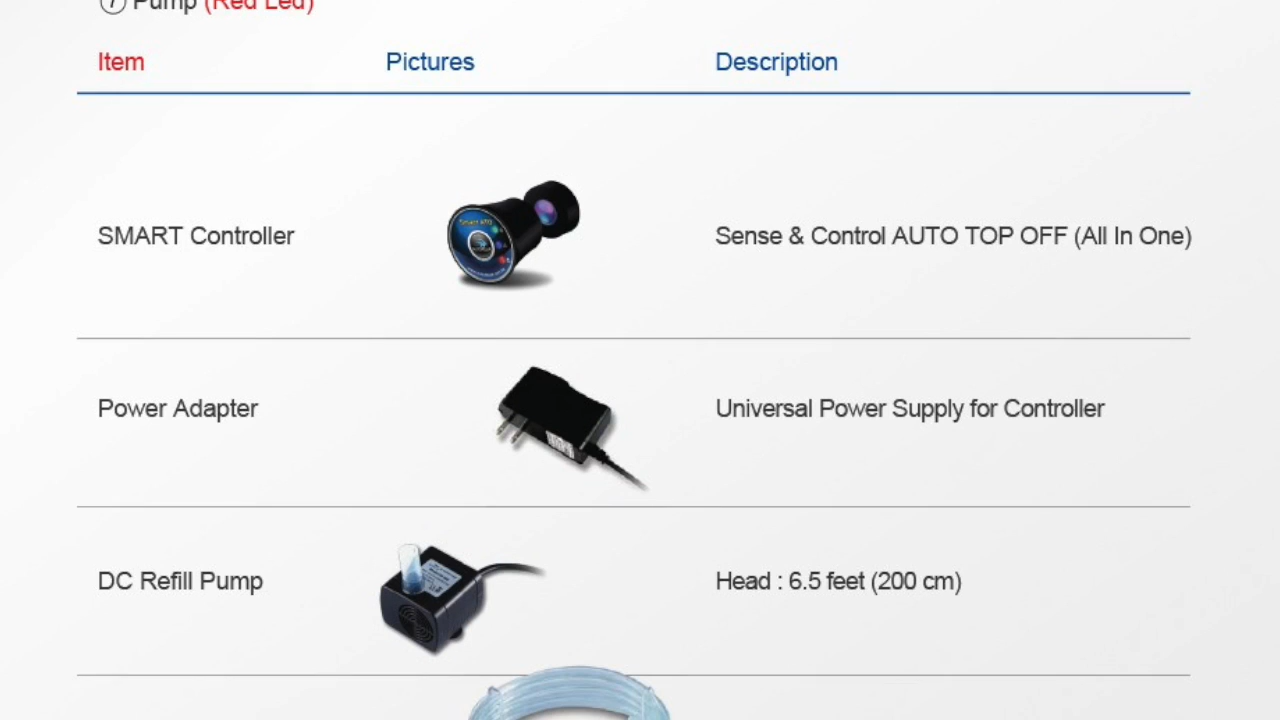 ⑦ Pump (Red Led)
Item Pictures Description
SMART Controller Sense & Control AUTO TOP OFF (All In One)
Power Adapter Universal Power Supply for Controller
DC Refill Pump Head : 6.5 feet (200 cm)